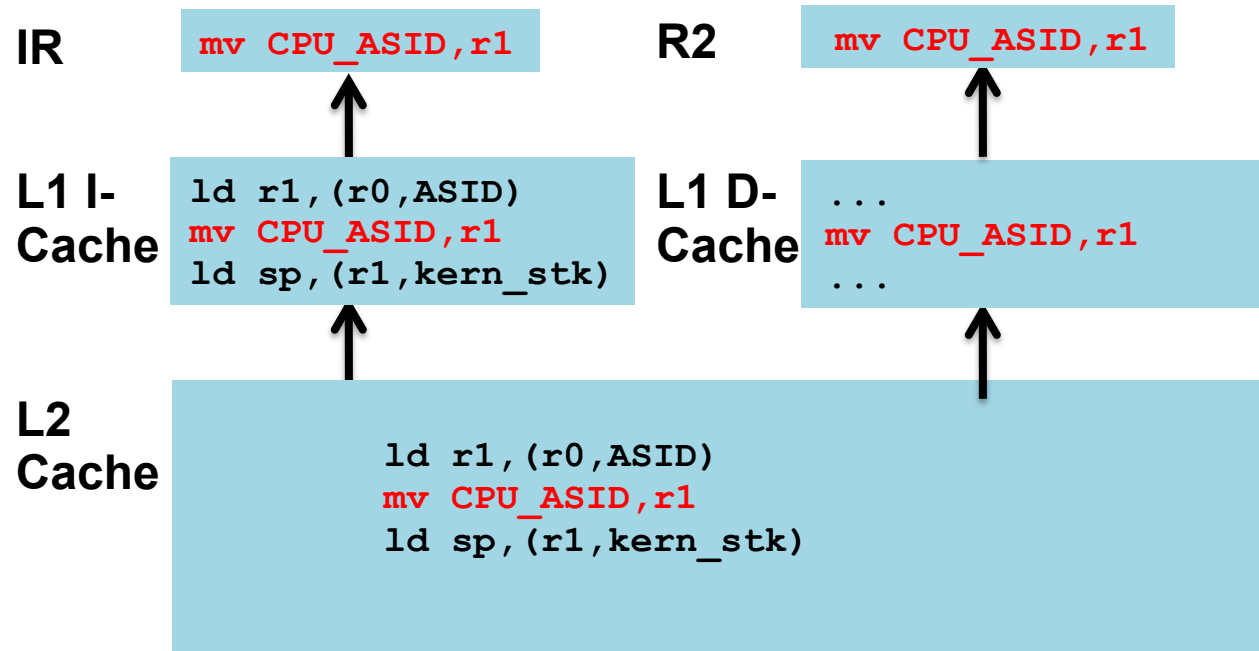 IR
mv CPU_ASID,r1
R2
mv CPU_ASID,r1
L1 I-
Cache
ld r1,(r0,ASID)
mv CPU_ASID,r1
ld sp,(r1,kern_stk)
L1 D-
Cache
...
mv CPU_ASID,r1
...
L2
Cache
ld r1,(r0,ASID)
mv CPU_ASID,r1
ld sp,(r1,kern_stk)